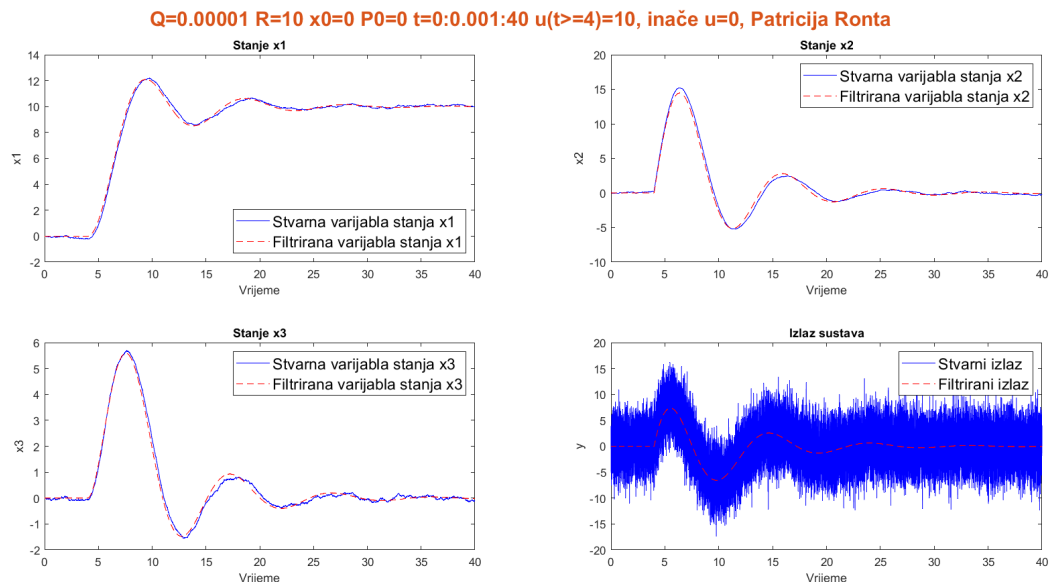 Q=0.00001 R=10 x0=0 P0=0 t=0:0.001:40 u(t>=4)=10, inače u=0, Patricija Ronta
Stanje x1
14
12
10
8
6
4
2
0
-2
x1
0 5 10 15 20 25 30 35 40
Vrijeme
Stvarna varijabla stanja x1
Filtrirana varijabla stanja x1
Stanje x2
20
15
10
5
0
-5
-10
x2
0 5 10 15 20 25 30 35 40
Vrijeme
Stvarna varijabla stanja x2
Filtrirana varijabla stanja x2
Stanje x3
6
5
4
3
2
1
0
-1
-2
x3
0 5 10 15 20 25 30 35 40
Vrijeme
Stvarna varijabla stanja x3
Filtrirana varijabla stanja x3
Izlaz sustava
20
15
10
5
0
-5
-10
-15
-20
y
0 5 10 15 20 25 30 35 40
Vrijeme
Stvarni izlaz
Filtrirani izlaz